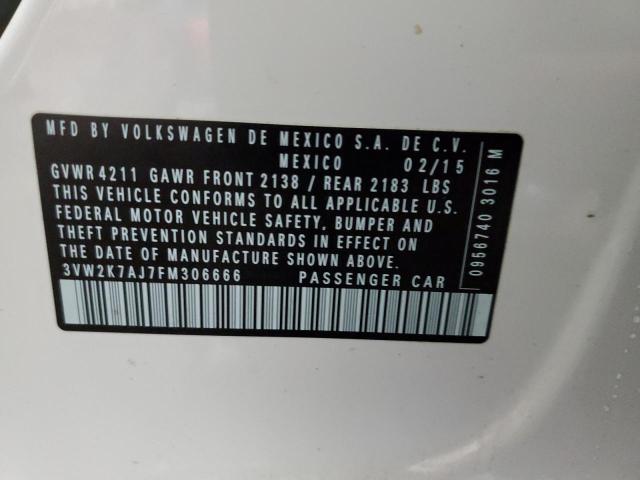 MFD BY VOLKSWAGEN DE MEXICO S.A. DE C.V.
MEXICO 02/15
GVWR 4211 GAWR FRONT 2138 / REAR 2183 LBS
THIS VEHICLE CONFORMS TO ALL APPLICABLE U.S.
FEDERAL MOTOR VEHICLE SAFETY, BUMPER AND
THEFT PREVENTION STANDARDS IN EFFECT ON
THE DATE OF MANUFACTURE SHOWN ABOVE.
3VW2K7AJ7FM306666 PASSENGER CAR
0956740 3016 M